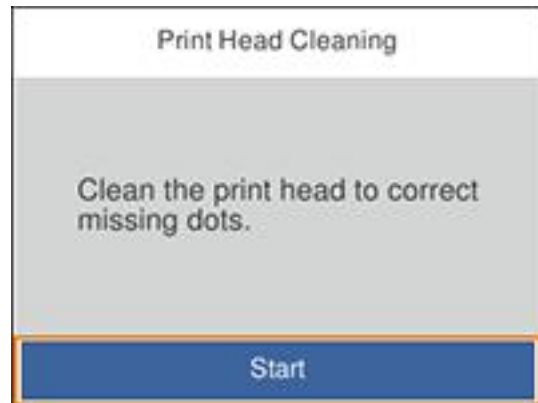 Print Head Cleaning
Clean the print head to correct
missing dots.
Start